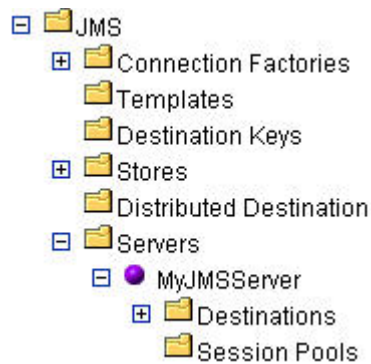 JMS
Connection Factories
Templates
Destination Keys
Stores
Distributed Destination
Servers
MyJMSServer
Destinations
Session Pools